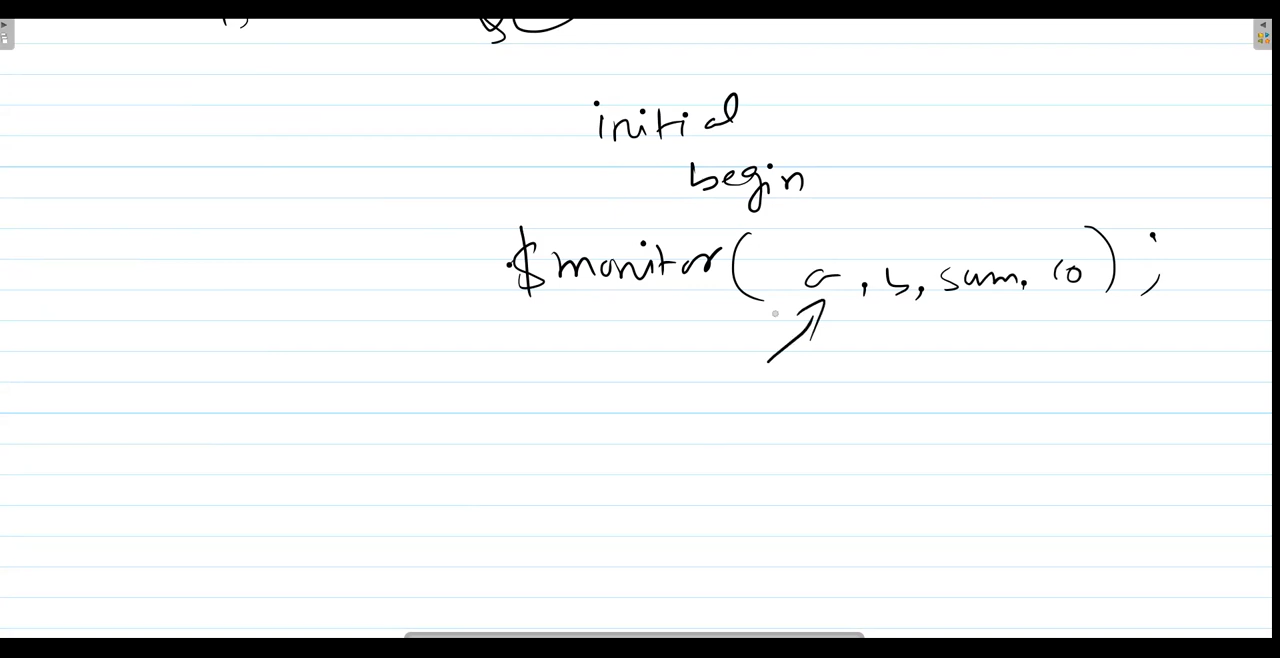 initial
begin
$monitor( a, b, sum, co );